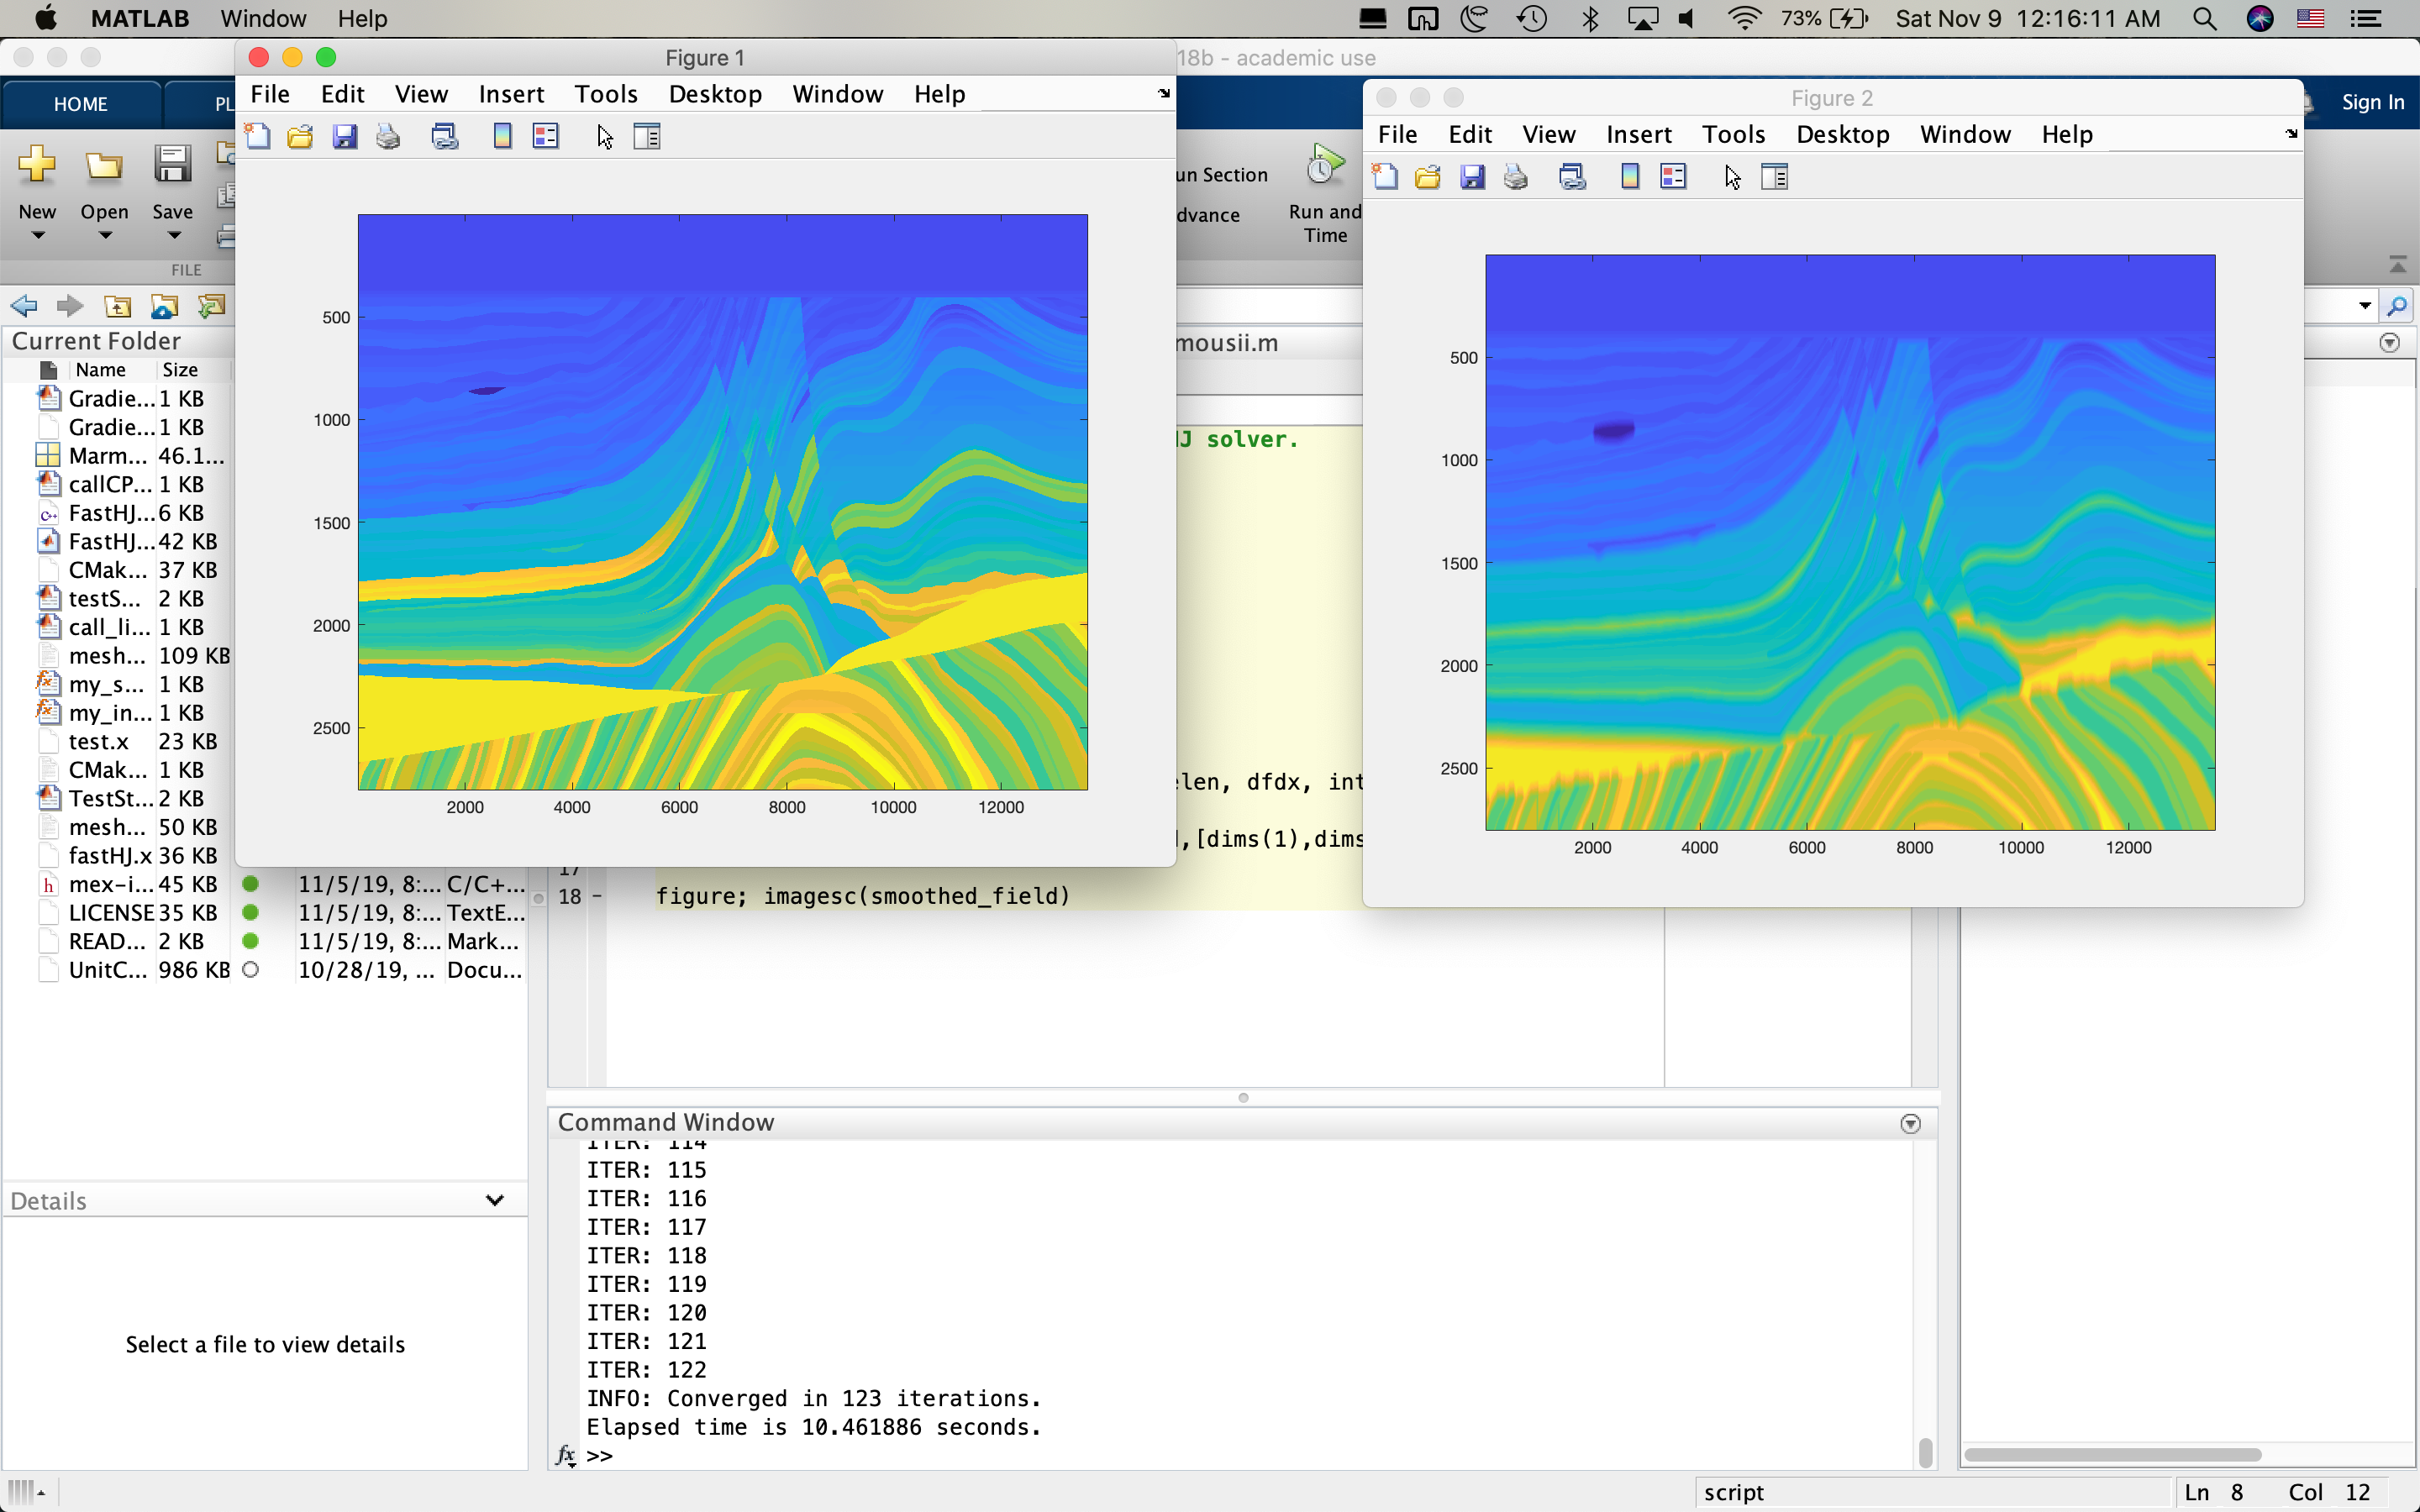 MATLAB Window Help
73% Sat Nov 9 12:16:11 AM
18b - academic use
HOME PL
Sign In
New Open Save
FILE
un Section
dvance
Run and
Time
Figure 1
File Edit View Insert Tools Desktop Window Help
500
1000
1500
2000
2500
2000 4000 6000 8000 10000 12000
Figure 2
File Edit View Insert Tools Desktop Window Help
500
1000
1500
2000
2500
2000 4000 6000 8000 10000 12000
Current Folder
Name Size
Gradie... 1 KB
Gradie... 1 KB
Marm... 46.1...
callCP... 1 KB
FastHJ... 6 KB
FastHJ... 42 KB
CMak... 37 KB
testS... 2 KB
call_li... 1 KB
mesh... 109 KB
my_s... 1 KB
my_in... 1 KB
test.x 23 KB
CMak... 1 KB
TestSt... 2 KB
mesh... 50 KB
fastHJ.x 36 KB
mex-i... 45 KB 11/5/19, 8:... C/C+...
LICENSE 35 KB 11/5/19, 8:... TextE...
READ... 2 KB 11/5/19, 8:... Mark...
UnitC... 986 KB 10/28/19, ... Docu...
Details
Select a file to view details
mousii.m
J solver.
elen, dfdx, int
,[dims(1),dims
17
18 - figure; imagesc(smoothed_field)
Command Window
ITER: 114
ITER: 115
ITER: 116
ITER: 117
ITER: 118
ITER: 119
ITER: 120
ITER: 121
ITER: 122
INFO: Converged in 123 iterations.
Elapsed time is 10.461886 seconds.
fx >>
script Ln 8 Col 12